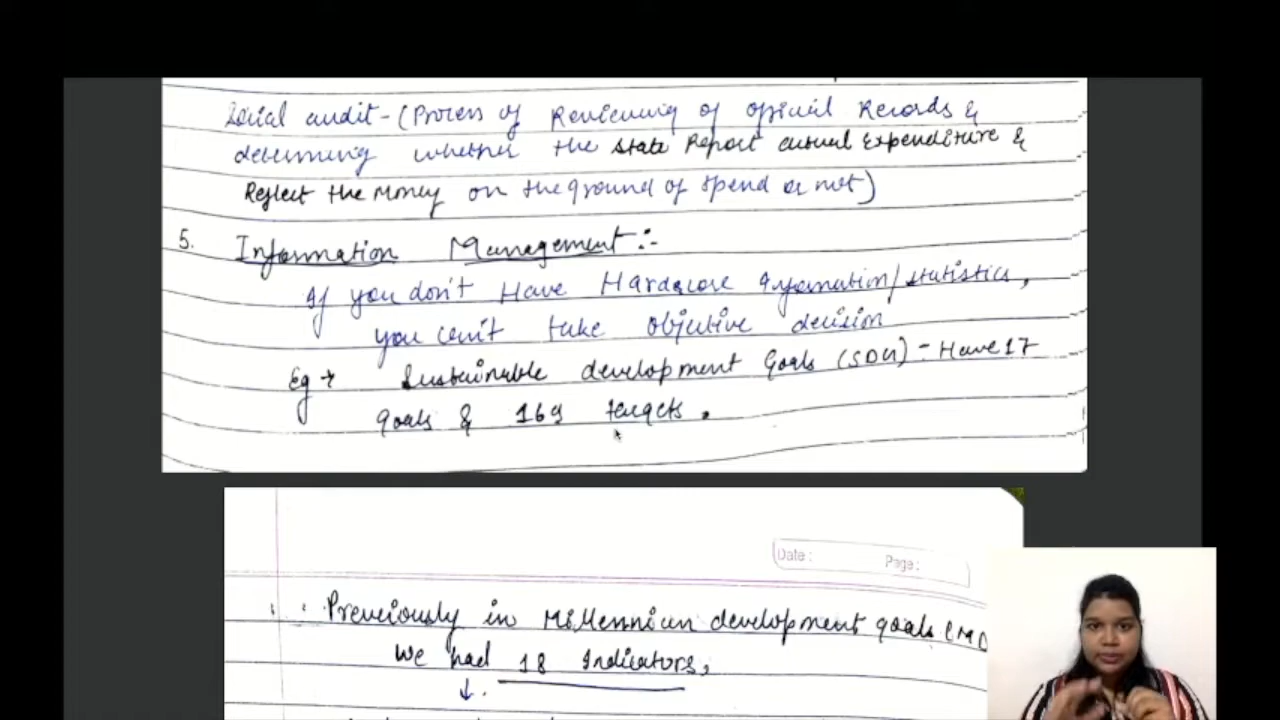 Social audit - (Process of Reviewing of official Records &
determining whether the state Report actual Expenditure &
Reflect the Money on the ground of spend or not)
5. Information Management :-
If you don't Have Hardcore Information/statistics,
you can't take objective decision
Eg → Sustainable development Goals (SDG) - Have 17
goals & 169 targets.
Date : Page :
Previously in Millennium development goals (MD
We had 18 Indicators,